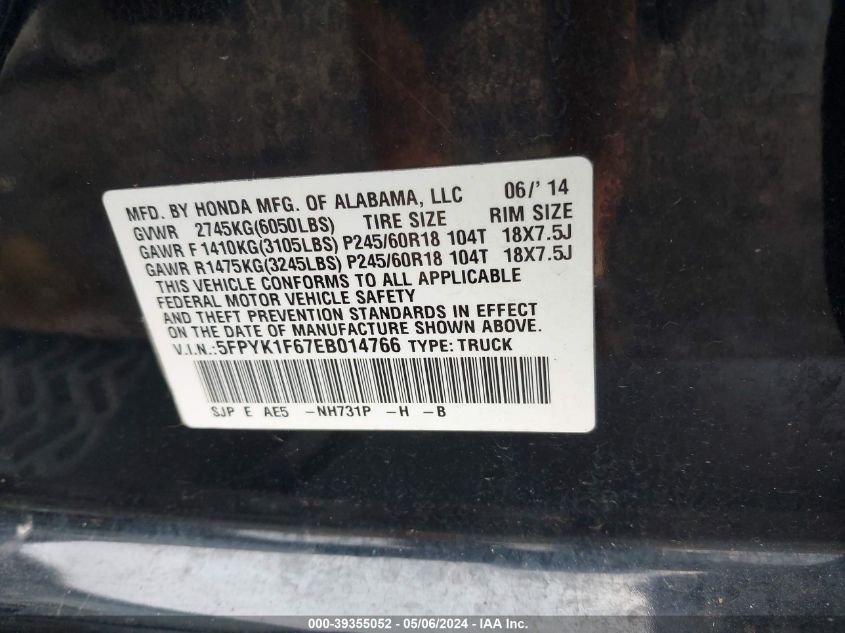 MFD. BY HONDA MFG. OF ALABAMA, LLC 06/'14
GVWR 2745KG(6050LBS) TIRE SIZE RIM SIZE
GAWR F 1410KG(3105LBS) P245/60R18 104T 18X7.5J
GAWR R1475KG(3245LBS) P245/60R18 104T 18X7.5J
THIS VEHICLE CONFORMS TO ALL APPLICABLE
FEDERAL MOTOR VEHICLE SAFETY
AND THEFT PREVENTION STANDARDS IN EFFECT
ON THE DATE OF MANUFACTURE SHOWN ABOVE.
V.I.N.:5FPYK1F67EB014766 TYPE: TRUCK
SJP E AE5 -NH731P -H -B
000-39355052 - 05/06/2024 - IAA Inc.